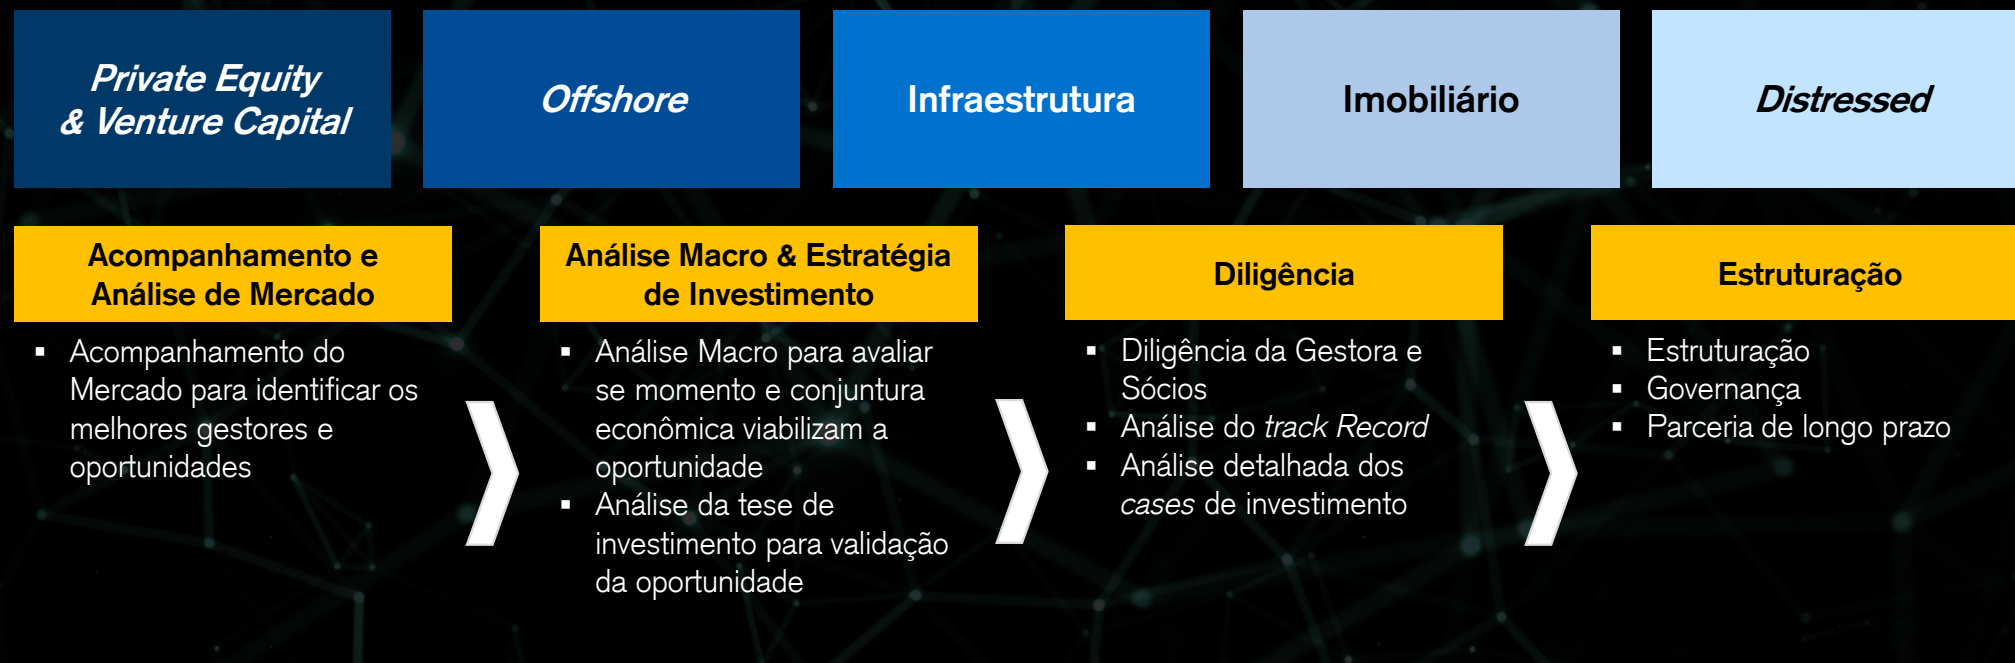 Private Equity
& Venture Capital
Offshore
Infraestrutura
Imobiliário
Distressed
Acompanhamento e
Análise de Mercado
▪ Acompanhamento do
Mercado para identificar os
melhores gestores e
oportunidades
Análise Macro & Estratégia
de Investimento
▪ Análise Macro para avaliar
se momento e conjuntura
econômica viabilizam a
oportunidade
▪ Análise da tese de
investimento para validação
da oportunidade
Diligência
▪ Diligência da Gestora e
Sócios
▪ Análise do track Record
▪ Análise detalhada dos
cases de investimento
Estruturação
▪ Estruturação
▪ Governança
▪ Parceria de longo prazo